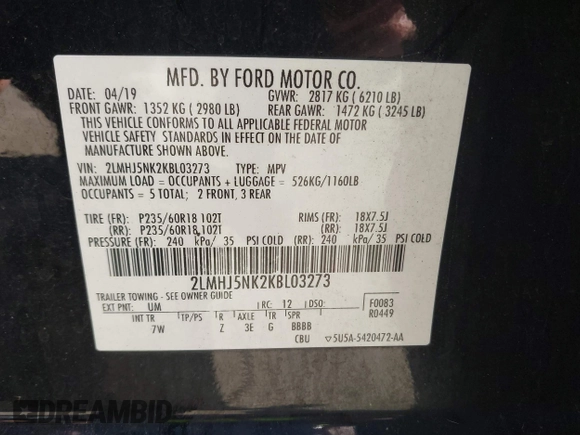 MFD. BY FORD MOTOR CO.
DATE: 04/19 GVWR: 2817 KG ( 6210 LB)
FRONT GAWR: 1352 KG ( 2980 LB) REAR GAWR: 1472 KG ( 3245 LB)
THIS VEHICLE CONFORMS TO ALL APPLICABLE FEDERAL MOTOR
VEHICLE SAFETY STANDARDS IN EFFECT ON THE DATE OF
MANUFACTURE SHOWN ABOVE.
VIN: 2LMHJ5NK2KBL03273 TYPE: MPV
MAXIMUM LOAD = OCCUPANTS + LUGGAGE = 526KG/1160LB
OCCUPANTS = 5 TOTAL; 2 FRONT, 3 REAR
TIRE (FR): P235/60R18 102T RIMS (FR): 18X7.5J
(RR): P235/60R18 102T (RR): 18X7.5J
PRESSURE (FR): 240 kPa/ 35 PSI COLD (RR): 240 kPa/ 35 PSI COLD
2LMHJ5NK2KBL03273
TRAILER TOWING - SEE OWNER GUIDE
EXT PNT: UM RC: 12 DSO: F0083
R0449
INT TR TP/PS R AXLE TR SPR
7W Z 3E G BBBB
CBU ▽5U5A-5420472-AA
DREAMBID